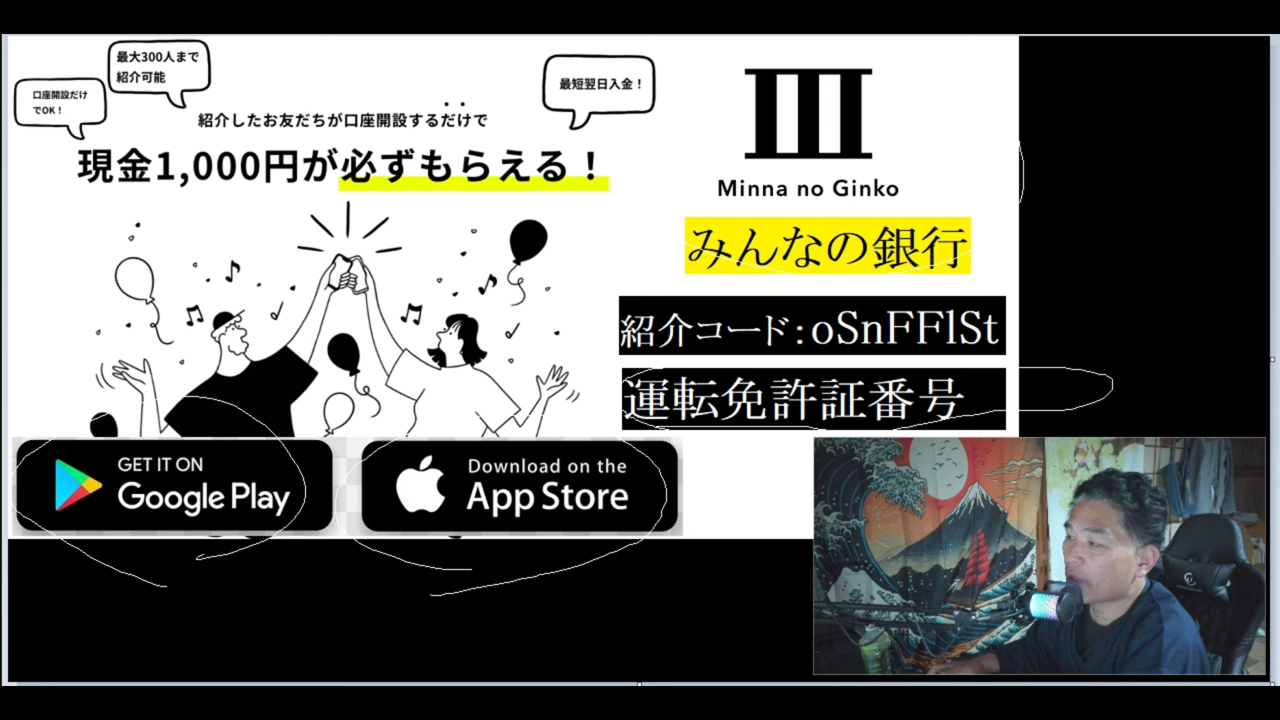 最大300人まで
紹介可能
口座開設だけ
でOK！
最短翌日入金！
紹介したお友だちが口座開設するだけで
現金1,000円が必ずもらえる！
III
Minna no Ginko
みんなの銀行
紹介コード:oSnFFlSt
運転免許証番号
GET IT ON
Google Play
Download on the
App Store